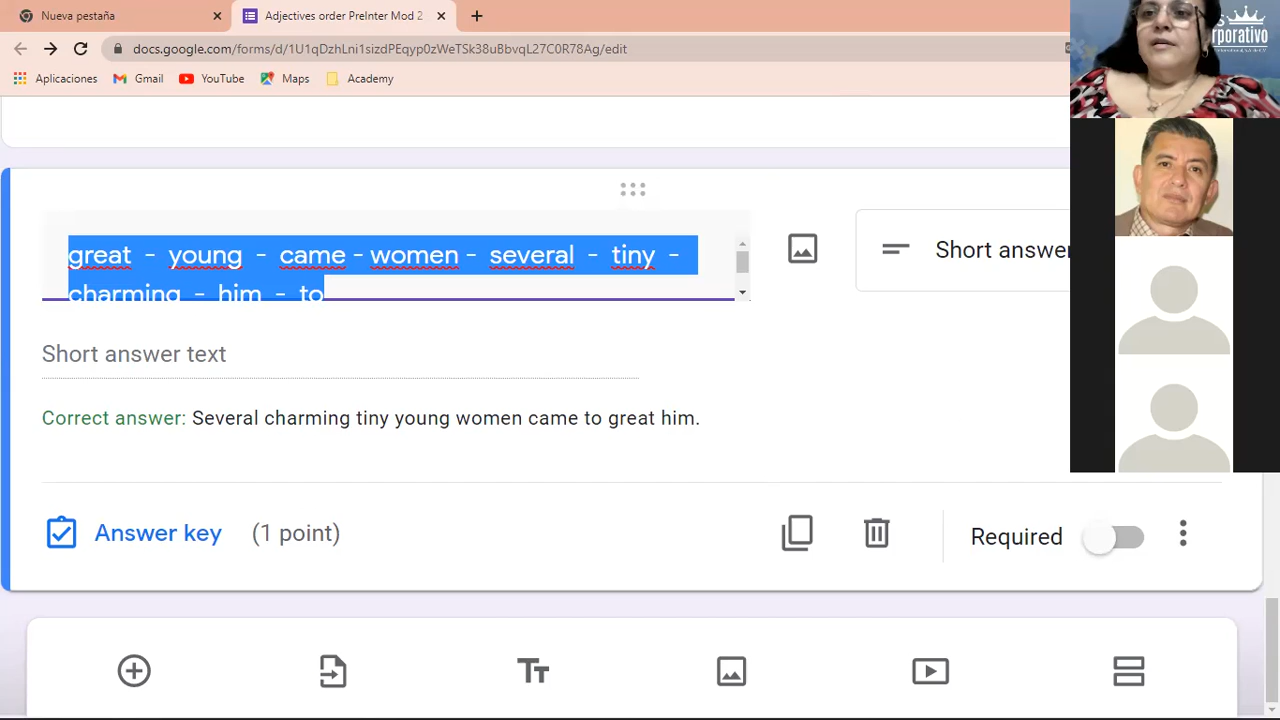 Nueva pestaña
Adjectives order PreInter Mod 2
docs.google.com/forms/d/1U1qDzhLni1sizdPEqyp0zWeTSk38uBbvqL27C0R78Ag/edit
Aplicaciones Gmail YouTube Maps Academy
rporativo
great - young - came - women - several - tiny -
charming - him - to
Short answer
Short answer text
Correct answer: Several charming tiny young women came to great him.
Answer key (1 point)
Required